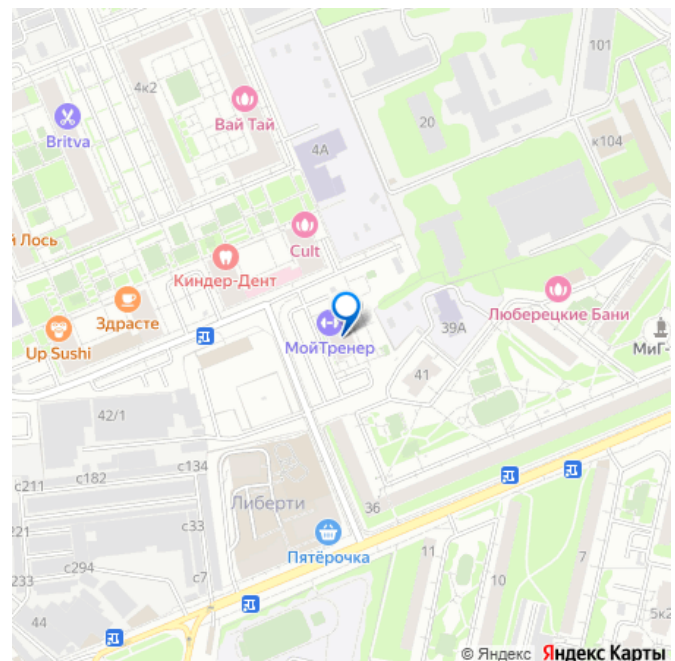 101
4к2
20
Britva
Вай Тай
к104
4А
й Лось
Cult
Киндер-Дент
Здрасте
Люберецкие Бани
Up Sushi
39А
МойТренер
МиГ-
41
42/1
с134
с182
с211
Либерти
36
с33
221
Пятёрочка
11
7
с294
10
с7
233
5к2
44
© Яндекс Яндекс Карты